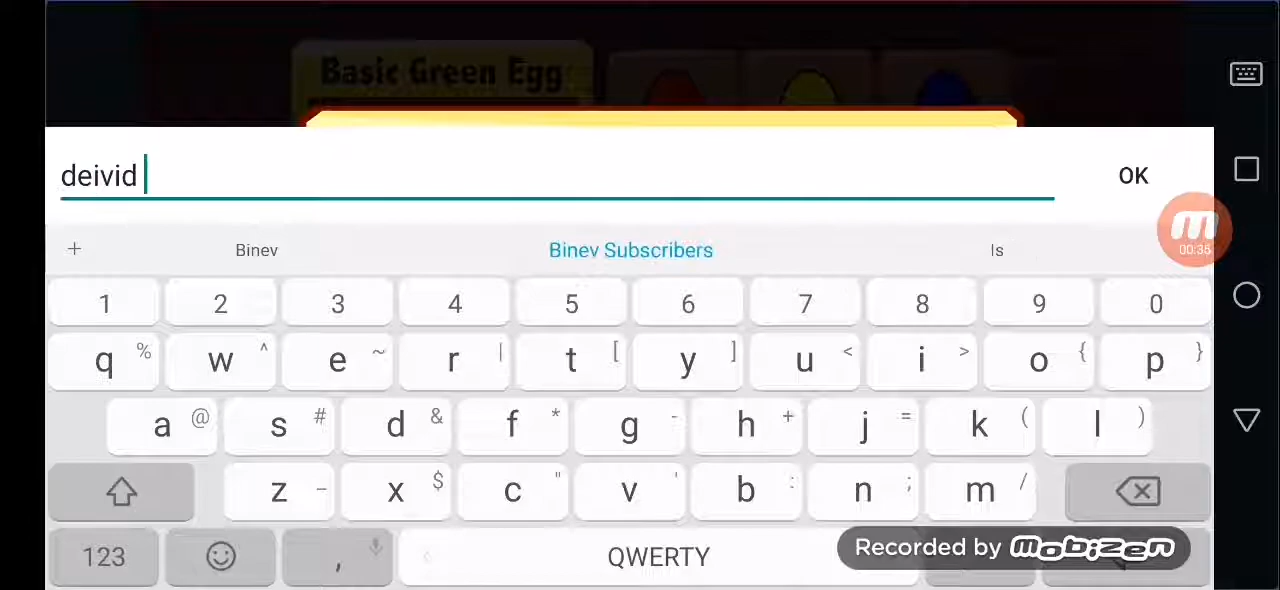 Basic Green Egg
deivid
OK
00:35
+ Binev Binev Subscribers Is
1 2 3 4 5 6 7 8 9 0
q % w ^ e ~ r | t [ y ] u < i > o { p }
a @ s # d & f * g - h + j = k ( l )
z _ x $ c " v ' b : n ; m /
123 , QWERTY
Recorded by mobizen